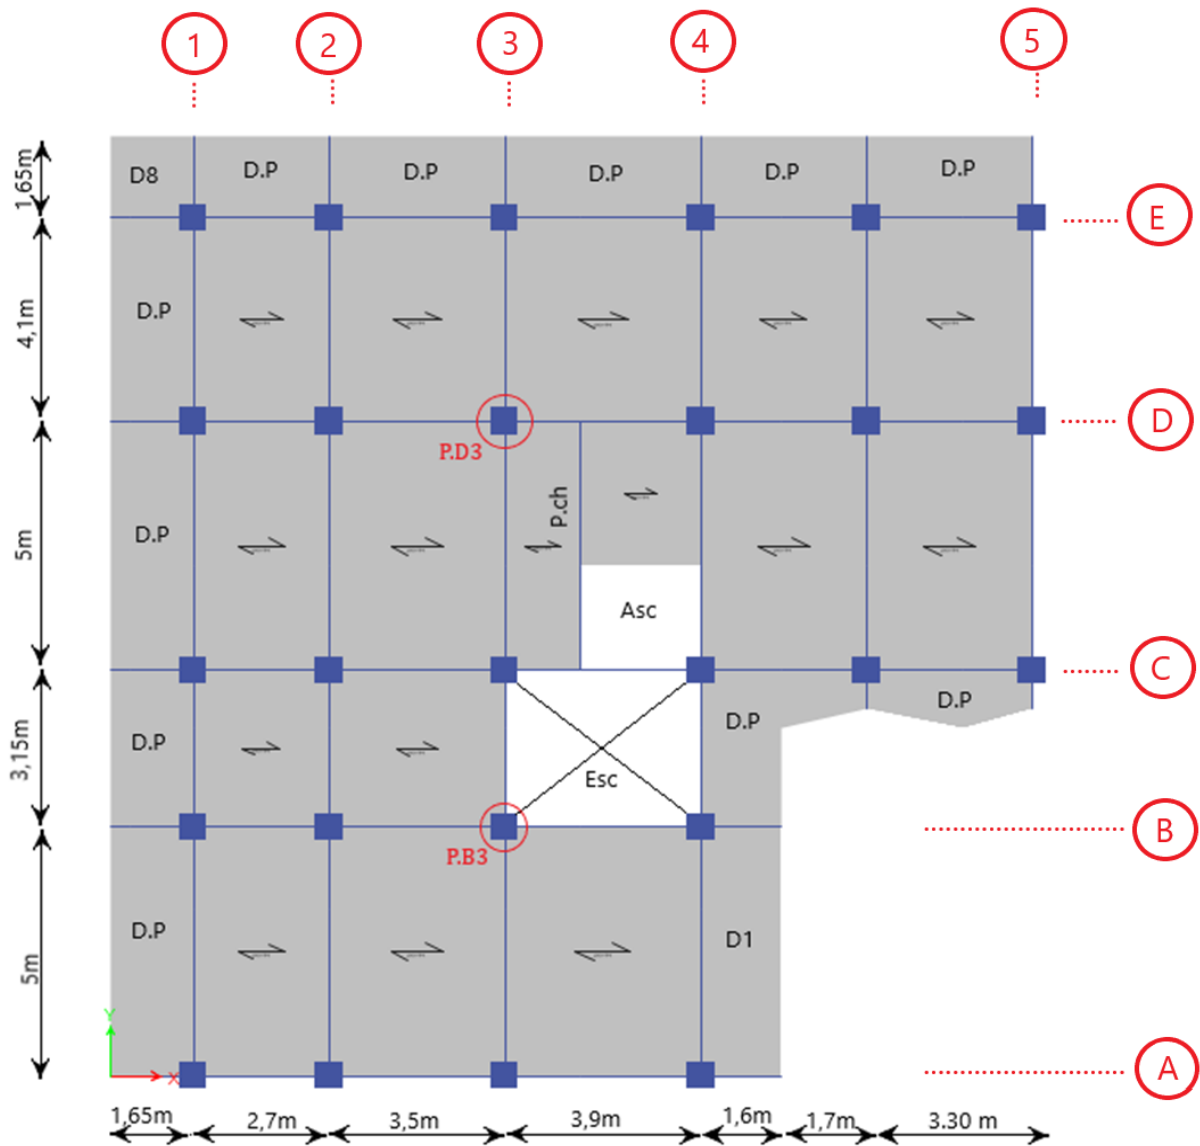 1 2 3 4 5
1,65m D8 D.P D.P D.P D.P D.P
E
4,1m D.P
D
P.D3
5m D.P P.ch
Asc
C
3,15m D.P D.P D.P
Esc
B
P.B3
5m D.P D1
Y
X
A
1,65m 2,7m 3,5m 3,9m 1,6m 1,7m 3.30 m